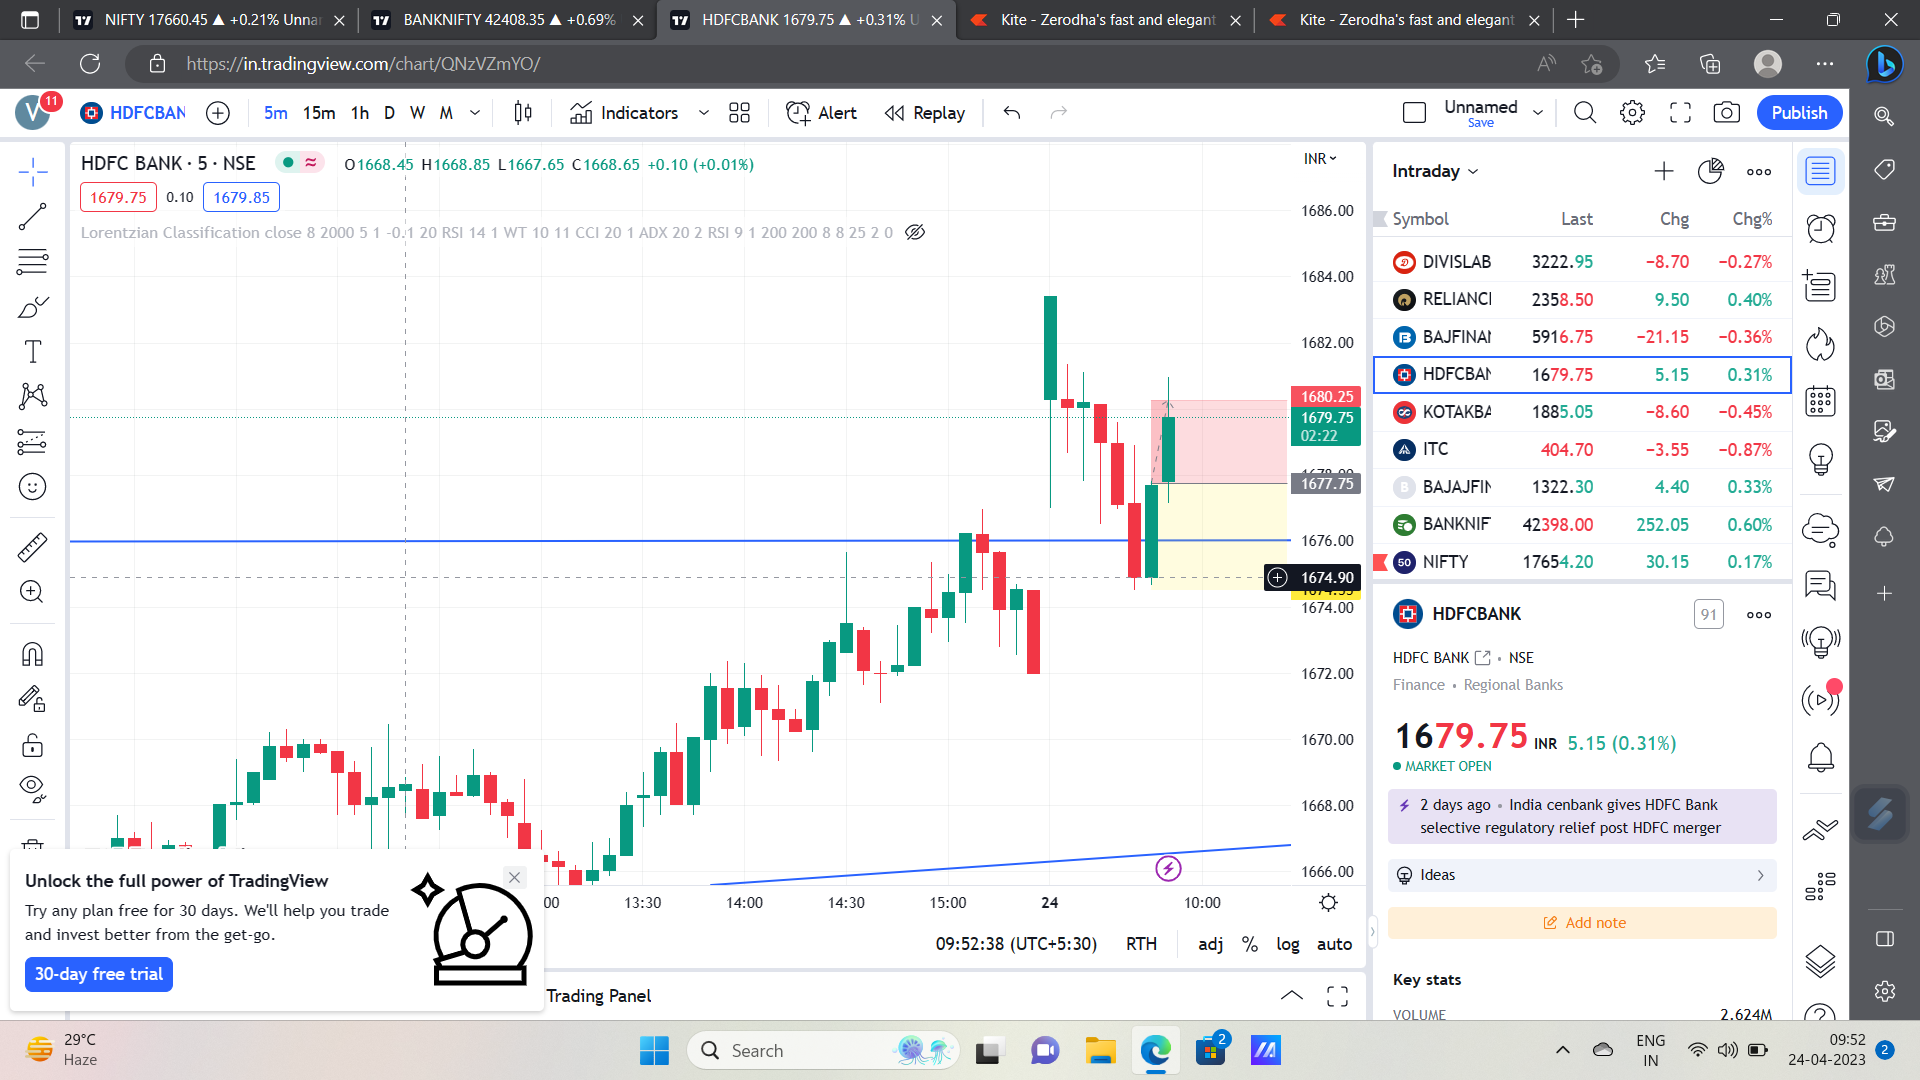 NIFTY 17660.45 ▲ +0.21% Unnar
BANKNIFTY 42408.35 ▲ +0.69%
HDFCBANK 1679.75 ▲ +0.31% U
Kite - Zerodha's fast and elegant
Kite - Zerodha's fast and elegant
https://in.tradingview.com/chart/QNzVZmYO/
V 11
HDFCBAN
5m 15m 1h D W M
Indicators
Alert
Replay
Unnamed
Save
Publish
HDFC BANK · 5 · NSE
O1668.45 H1668.85 L1667.65 C1668.65 +0.10 (+0.01%)
1679.75 0.10 1679.85
Lorentzian Classification close 8 2000 5 1 -0.1 20 RSI 14 1 WT 10 11 CCI 20 1 ADX 20 2 RSI 9 1 200 200 8 8 25 2 0
INR
1686.00
1684.00
1682.00
1680.25
1679.75
02:22
1678.00
1677.75
1676.00
1674.90
1674.00
1672.00
1670.00
1668.00
1666.00
00 13:30 14:00 14:30 15:00 24 10:00
09:52:38 (UTC+5:30) RTH adj % log auto
Trading Panel
Unlock the full power of TradingView
Try any plan free for 30 days. We'll help you trade
and invest better from the get-go.
30-day free trial
Intraday
Symbol Last Chg Chg%
DIVISLAB 3222.95 −8.70 −0.27%
RELIANCI 2358.50 9.50 0.40%
BAJFINAN 5916.75 −21.15 −0.36%
HDFCBAN 1679.75 5.15 0.31%
KOTAKBA 1885.05 −8.60 −0.45%
ITC 404.70 −3.55 −0.87%
B BAJAJFIN 1322.30 4.40 0.33%
BANKNIF 42398.00 252.05 0.60%
50 NIFTY 17654.20 30.15 0.17%
HDFCBANK
91
HDFC BANK • NSE
Finance • Regional Banks
1679.75 INR 5.15 (0.31%)
MARKET OPEN
2 days ago • India cenbank gives HDFC Bank
selective regulatory relief post HDFC merger
Ideas
Add note
Key stats
VOLUME 2.624M
29°C
Haze
Search
2
ENG
IN
09:52
24-04-2023
2